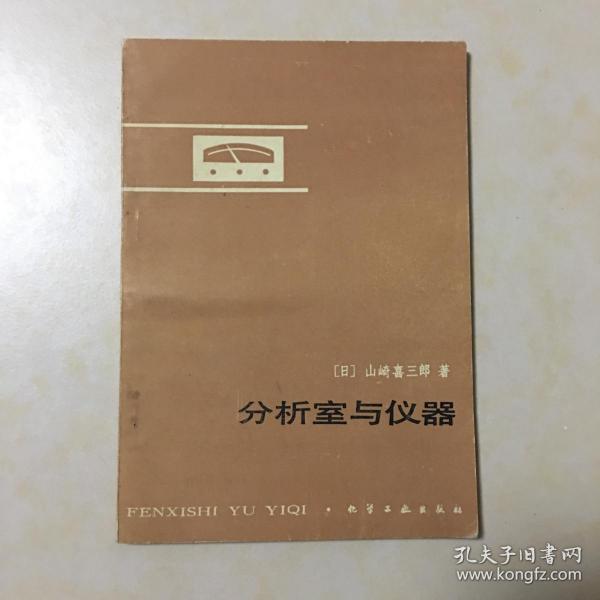 [日] 山崎喜三郎 著
分析室与仪器
FENXISHI YU YIQI · 化学工业出版社
孔夫子旧书网
www.kongfz.com